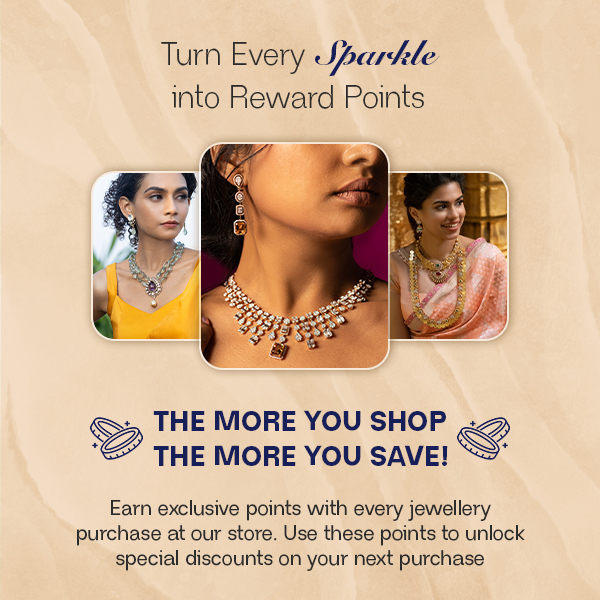 Turn Every Sparkle
into Reward Points
THE MORE YOU SHOP
THE MORE YOU SAVE!
Earn exclusive points with every jewellery
purchase at our store. Use these points to unlock
special discounts on your next purchase